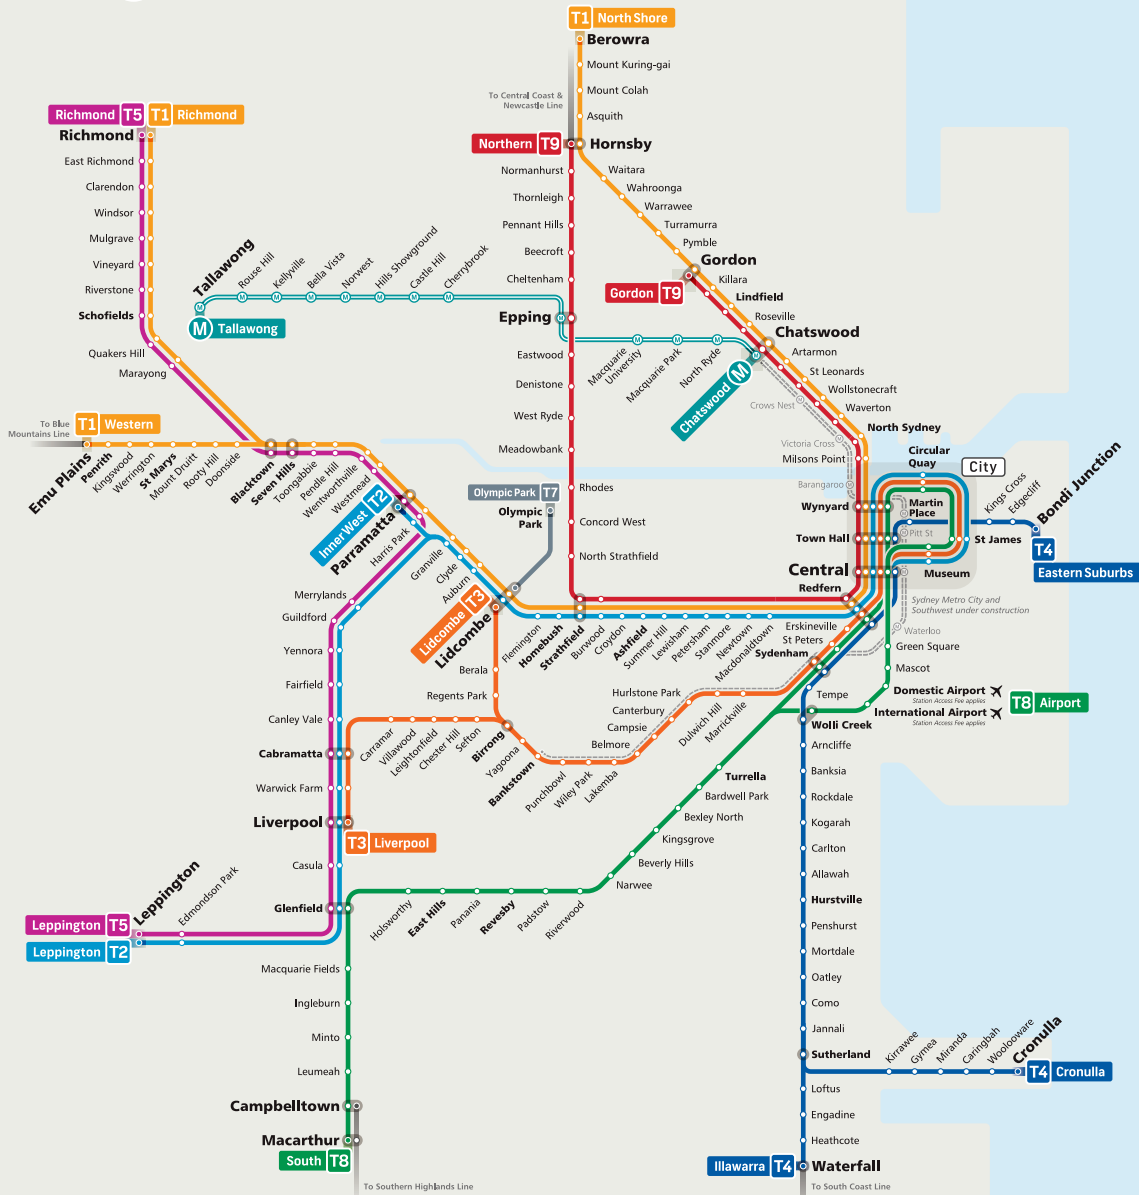 T1 North Shore
Berowra
Mount Kuring-gai
Mount Colah
Asquith
To Central Coast &
Newcastle Line
Northern T9
Hornsby
Richmond T5
T1 Richmond
Richmond
East Richmond
Clarendon
Windsor
Mulgrave
Vineyard
Riverstone
Schofields
Quakers Hill
Marayong
Normanhurst
Thornleigh
Pennant Hills
Beecroft
Cheltenham
Epping
Eastwood
Denistone
West Ryde
Meadowbank
Rhodes
Concord West
North Strathfield
Waitara
Wahroonga
Warrawee
Turramurra
Pymble
Gordon
Gordon T9
Killara
Lindfield
Roseville
Chatswood
Artarmon
St Leonards
Wollstonecraft
Waverton
North Sydney
Milsons Point
Tallawong
M Tallawong
Rouse Hill
Kellyville
Bella Vista
Norwest
Hills Showground
Castle Hill
Cherrybrook
Macquarie
University
Macquarie Park
North Ryde
Chatswood M
Crows Nest
Victoria Cross
Barangaroo
To Blue
Mountains Line
T1 Western
Emu Plains
Penrith
Kingswood
Werrington
St Marys
Mount Druitt
Rooty Hill
Doonside
Blacktown
Seven Hills
Toongabbie
Pendle Hill
Wentworthville
Westmead
Inner West T2
Parramatta
Harris Park
Granville
Clyde
Auburn
Lidcombe T3
Lidcombe
Olympic Park T7
Olympic
Park
Flemington
Homebush
Strathfield
Burwood
Croydon
Ashfield
Summer Hill
Lewisham
Petersham
Stanmore
Newtown
Macdonaldtown
Redfern
Central
Town Hall
Wynyard
Circular
Quay
City
Martin
Place
Pitt St
St James
Museum
Kings Cross
Edgecliff
Bondi Junction
T4
Eastern Suburbs
Sydney Metro City and
Southwest under construction
Waterloo
Erskineville
St Peters
Sydenham
Green Square
Mascot
Domestic Airport
Station Access Fee applies
International Airport
Station Access Fee applies
T8 Airport
Tempe
Wolli Creek
Arncliffe
Banksia
Rockdale
Kogarah
Carlton
Allawah
Hurstville
Penshurst
Mortdale
Oatley
Como
Jannali
Sutherland
Loftus
Engadine
Heathcote
Illawarra T4
Waterfall
To South Coast Line
Kirrawee
Gymea
Miranda
Caringbah
Woolooware
Cronulla
T4 Cronulla
Merrylands
Guildford
Yennora
Fairfield
Canley Vale
Cabramatta
Warwick Farm
Liverpool
T3 Liverpool
Casula
Glenfield
Leppington T5
Leppington T2
Leppington
Edmondson Park
Berala
Regents Park
Carramar
Villawood
Leightonfield
Chester Hill
Sefton
Birrong
Yagoona
Bankstown
Punchbowl
Wiley Park
Lakemba
Belmore
Campsie
Canterbury
Hurlstone Park
Dulwich Hill
Marrickville
Turrella
Bardwell Park
Bexley North
Kingsgrove
Beverly Hills
Narwee
Riverwood
Padstow
Revesby
Panania
East Hills
Holsworthy
Macquarie Fields
Ingleburn
Minto
Leumeah
Campbelltown
Macarthur
South T8
To Southern Highlands Line